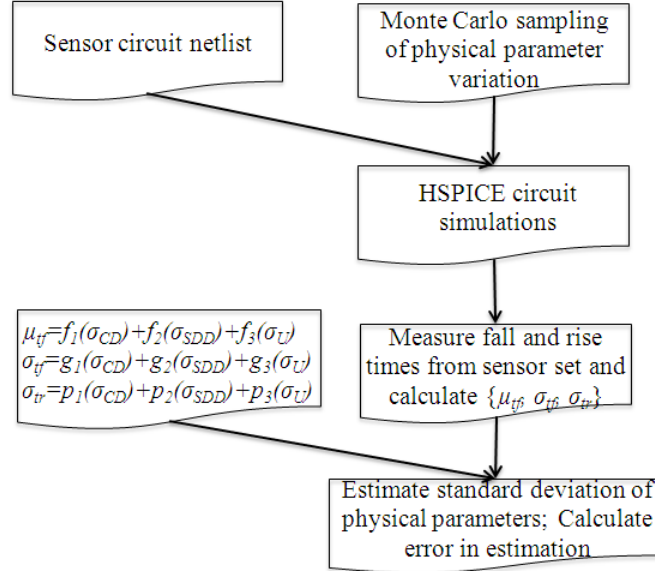 Sensor circuit netlist
Monte Carlo sampling
of physical parameter
variation
HSPICE circuit
simulations
μtf=f1(σCD)+f2(σSDD)+f3(σU)
σtf=g1(σCD)+g2(σSDD)+g3(σU)
σtr=p1(σCD)+p2(σSDD)+p3(σU)
Measure fall and rise
times from sensor set and
calculate {μtf, σtf, σtr}
Estimate standard deviation of
physical parameters; Calculate
error in estimation